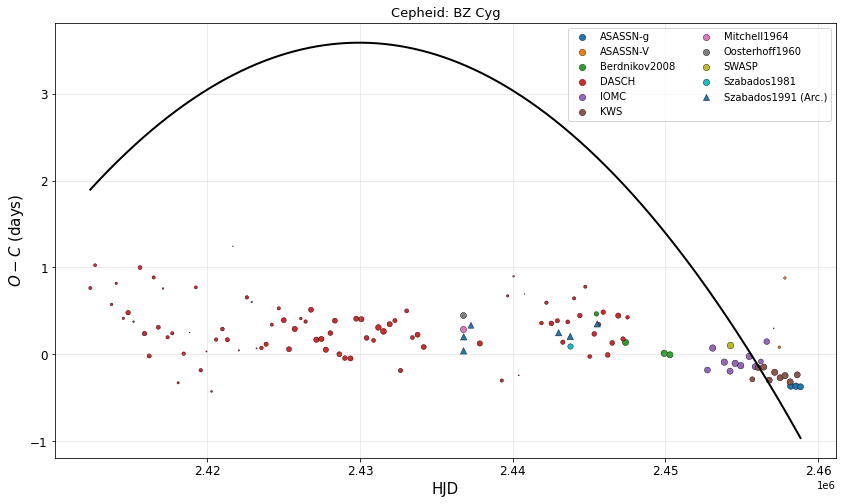 Cepheid: BZ Cyg
ASASSN-g
ASASSN-V
Berdnikov2008
DASCH
IOMC
KWS
Mitchell1964
Oosterhoff1960
SWASP
Szabados1981
Szabados1991 (Arc.)
O − C (days)
3
2
1
0
−1
2.42
2.43
2.44
2.45
2.46
1e6
HJD